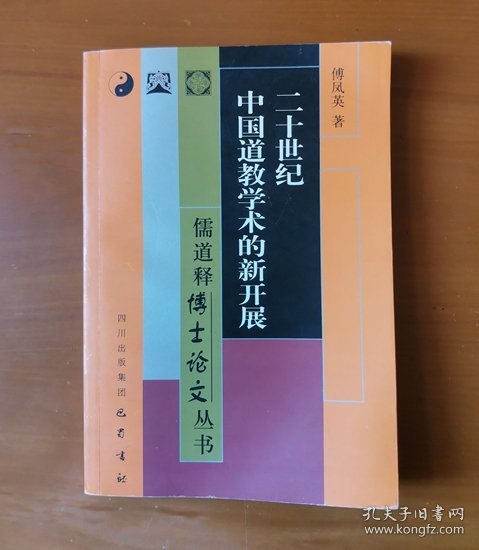 傅凤英 著
二十世纪
中国道教学术的新开展
儒道释博士论文丛书
四川出版集团 巴蜀书社
孔夫子旧书网
www.kongfz.com